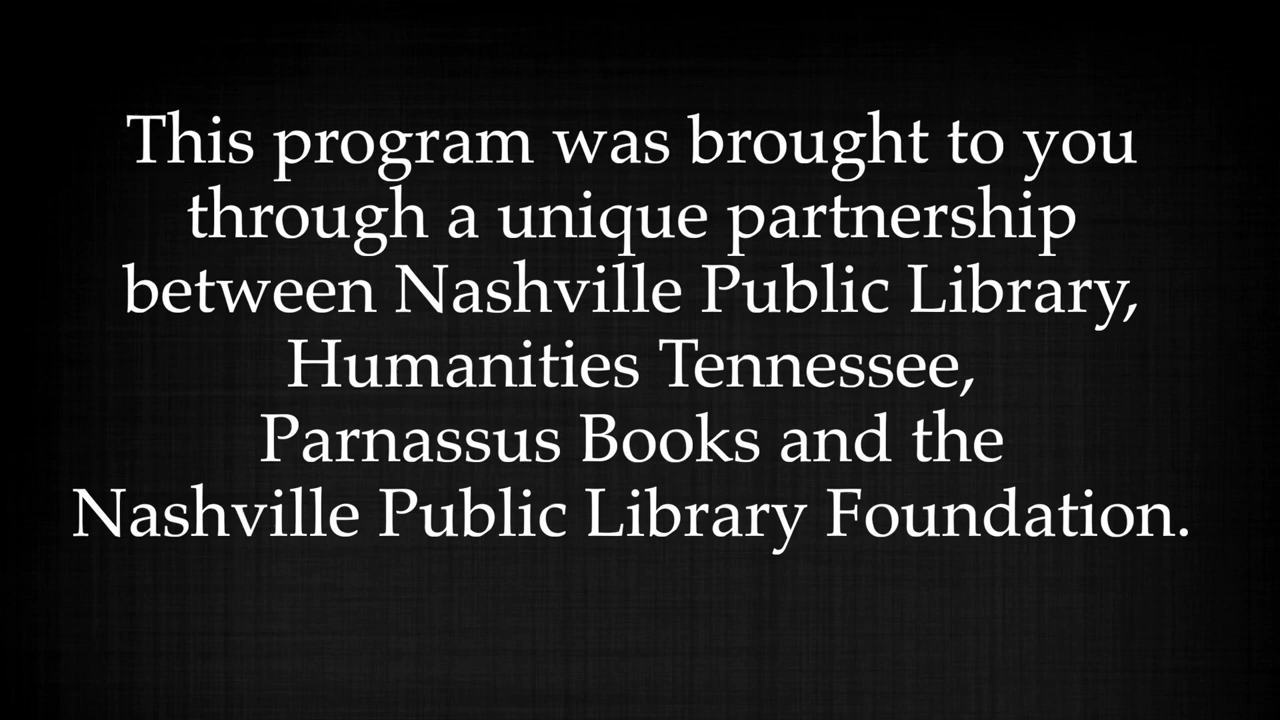 This program was brought to you
through a unique partnership
between Nashville Public Library,
Humanities Tennessee,
Parnassus Books and the
Nashville Public Library Foundation.